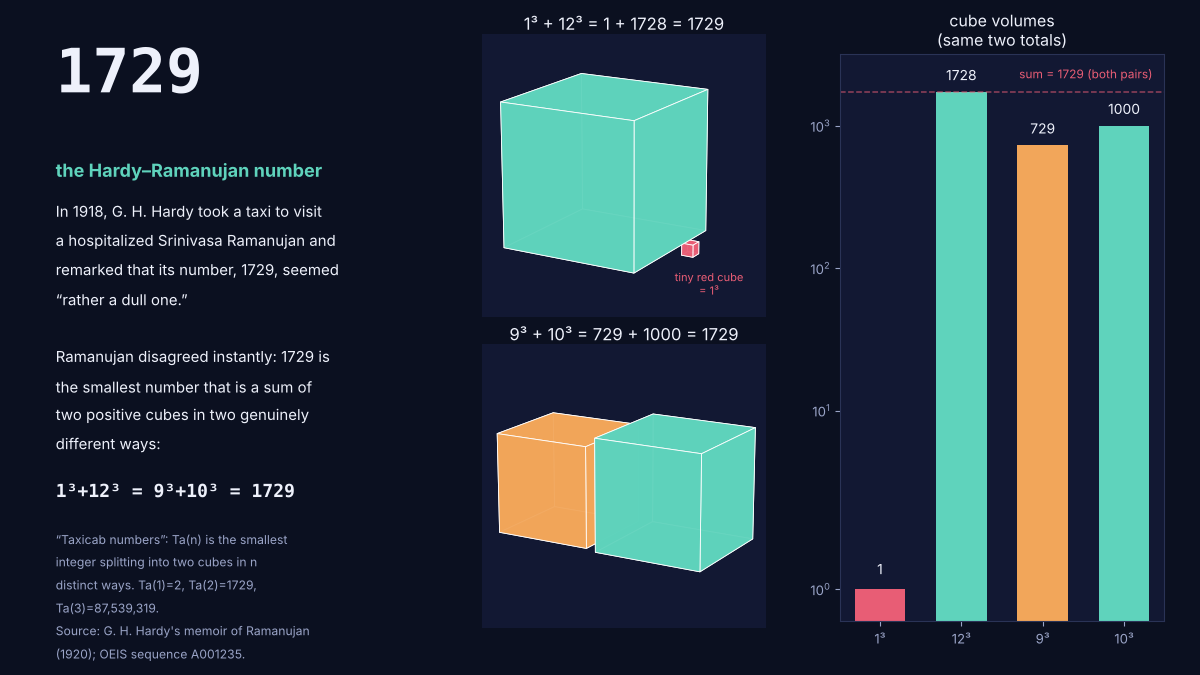 1729
the Hardy–Ramanujan number
In 1918, G. H. Hardy took a taxi to visit
a hospitalized Srinivasa Ramanujan and
remarked that its number, 1729, seemed
“rather a dull one.”
Ramanujan disagreed instantly: 1729 is
the smallest number that is a sum of
two positive cubes in two genuinely
different ways:
1³+12³ = 9³+10³ = 1729
“Taxicab numbers”: Ta(n) is the smallest
integer splitting into two cubes in n
distinct ways. Ta(1)=2, Ta(2)=1729,
Ta(3)=87,539,319.
Source: G. H. Hardy's memoir of Ramanujan
(1920); OEIS sequence A001235.
1³ + 12³ = 1 + 1728 = 1729
tiny red cube
= 1³
9³ + 10³ = 729 + 1000 = 1729
cube volumes
(same two totals)
sum = 1729 (both pairs)
1728
1000
729
1
10³
10²
10¹
10⁰
1³ 12³ 9³ 10³